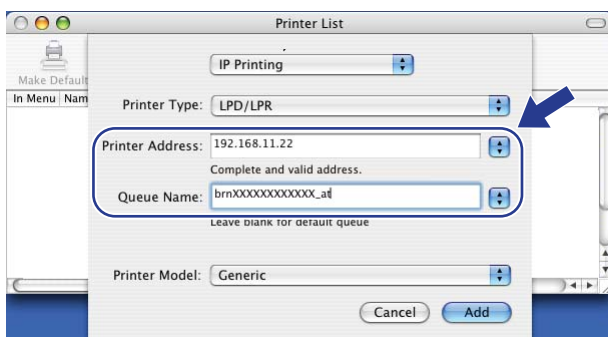 Printer List
IP Printing
Make Default
In Menu Nam
Printer Type: LPD/LPR
Printer Address: 192.168.11.22
Complete and valid address.
Queue Name: brnXXXXXXXXXXXX_at
Leave blank for default queue
Printer Model: Generic
Cancel Add